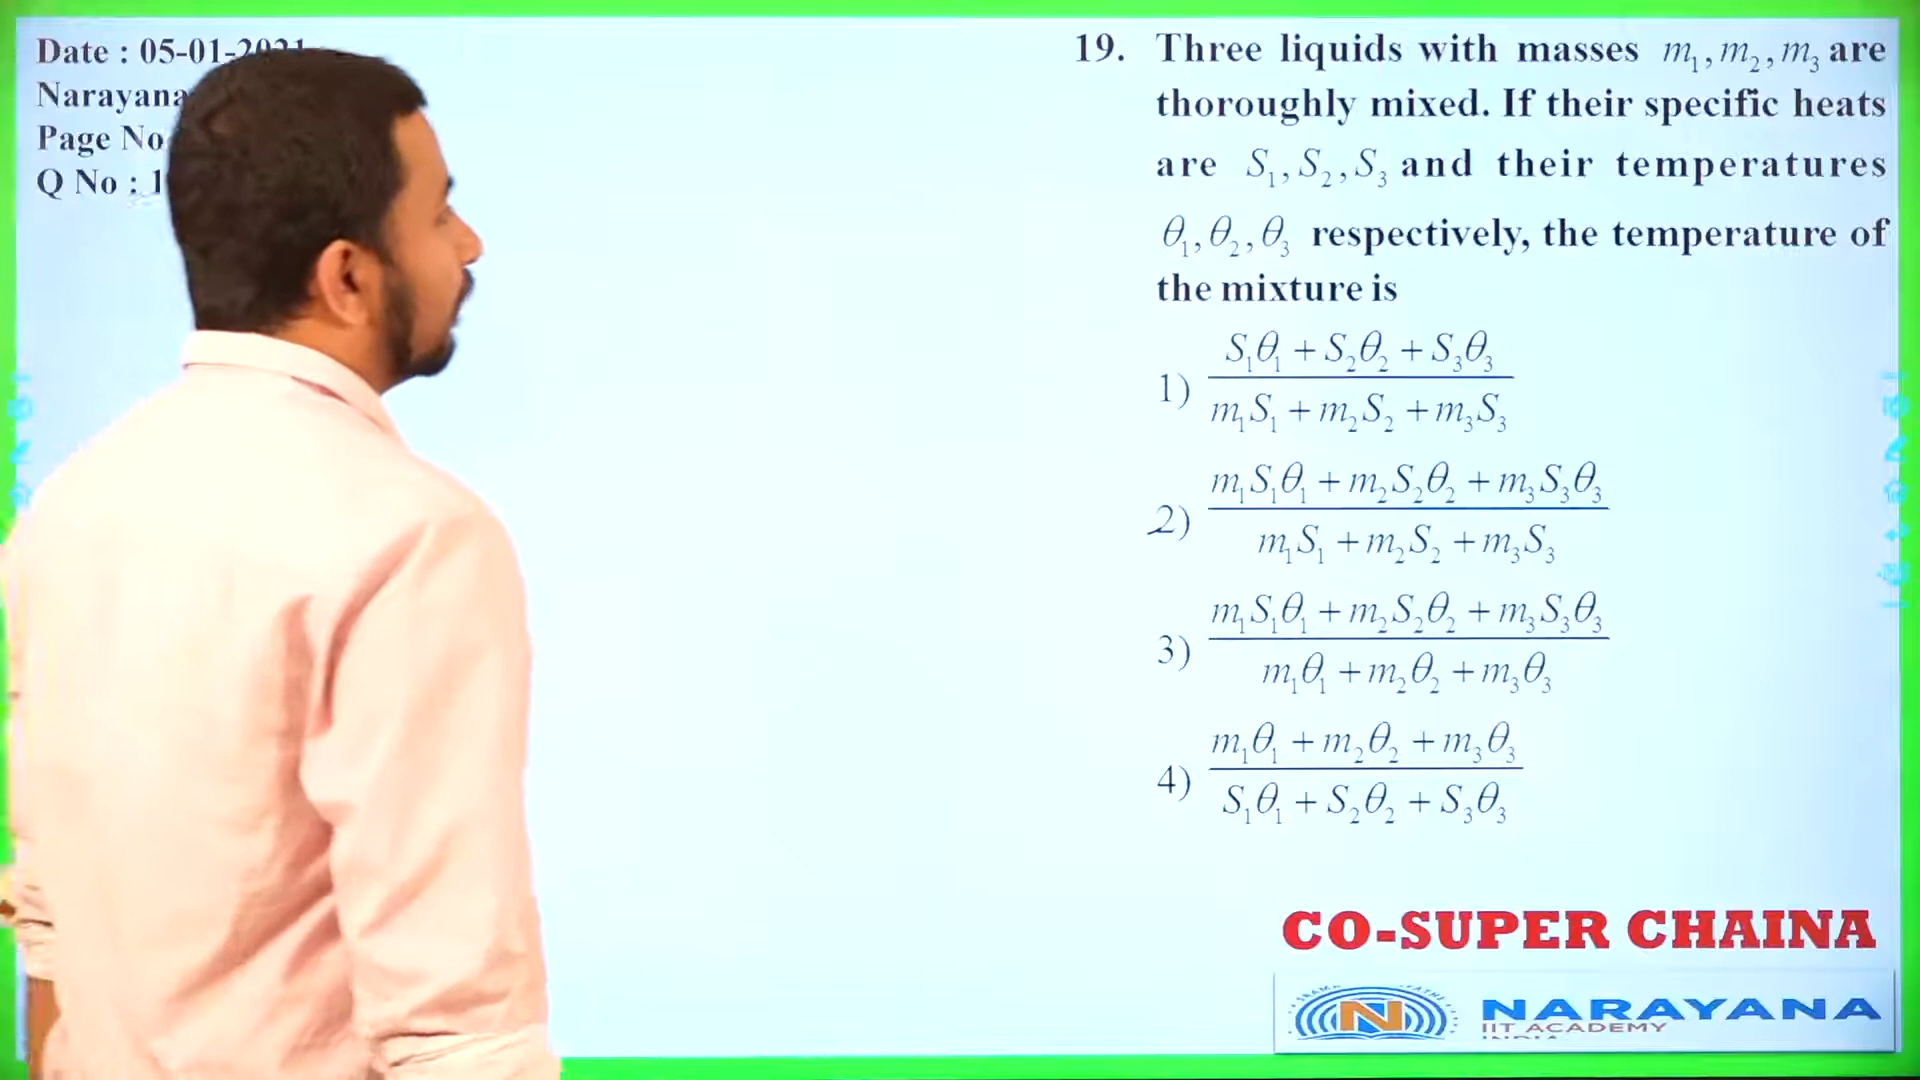 Date : 05-01-2021
Narayana
Page No
Q No : 1
19. Three liquids with masses m₁, m₂, m₃ are
thoroughly mixed. If their specific heats
are S₁, S₂, S₃ and their temperatures
θ₁, θ₂, θ₃ respectively, the temperature of
the mixture is
1) (S₁θ₁ + S₂θ₂ + S₃θ₃) / (m₁S₁ + m₂S₂ + m₃S₃)
2) (m₁S₁θ₁ + m₂S₂θ₂ + m₃S₃θ₃) / (m₁S₁ + m₂S₂ + m₃S₃)
3) (m₁S₁θ₁ + m₂S₂θ₂ + m₃S₃θ₃) / (m₁θ₁ + m₂θ₂ + m₃θ₃)
4) (m₁θ₁ + m₂θ₂ + m₃θ₃) / (S₁θ₁ + S₂θ₂ + S₃θ₃)
CO-SUPER CHAINA
N NARAYANA
IIT ACADEMY
INDIA